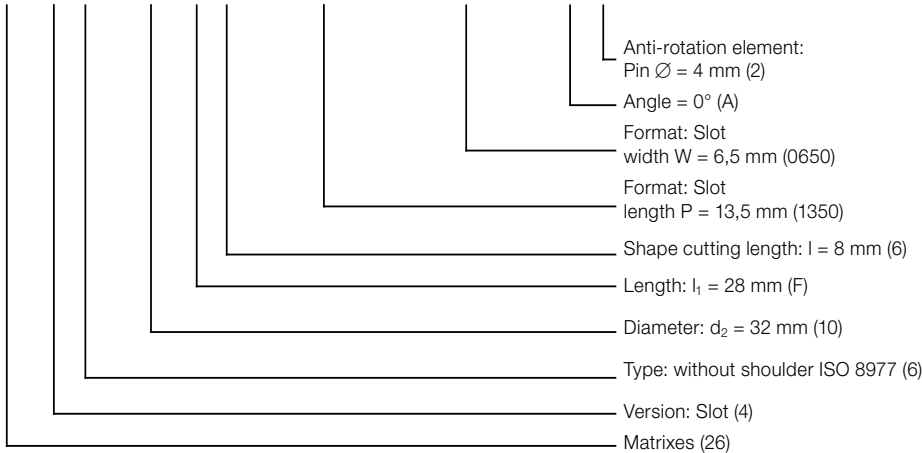 Anti-rotation element:
Pin ∅ = 4 mm (2)
Angle = 0° (A)
Format: Slot
width W = 6,5 mm (0650)
Format: Slot
length P = 13,5 mm (1350)
Shape cutting length: l = 8 mm (6)
Length: l₁ = 28 mm (F)
Diameter: d₂ = 32 mm (10)
Type: without shoulder ISO 8977 (6)
Version: Slot (4)
Matrixes (26)